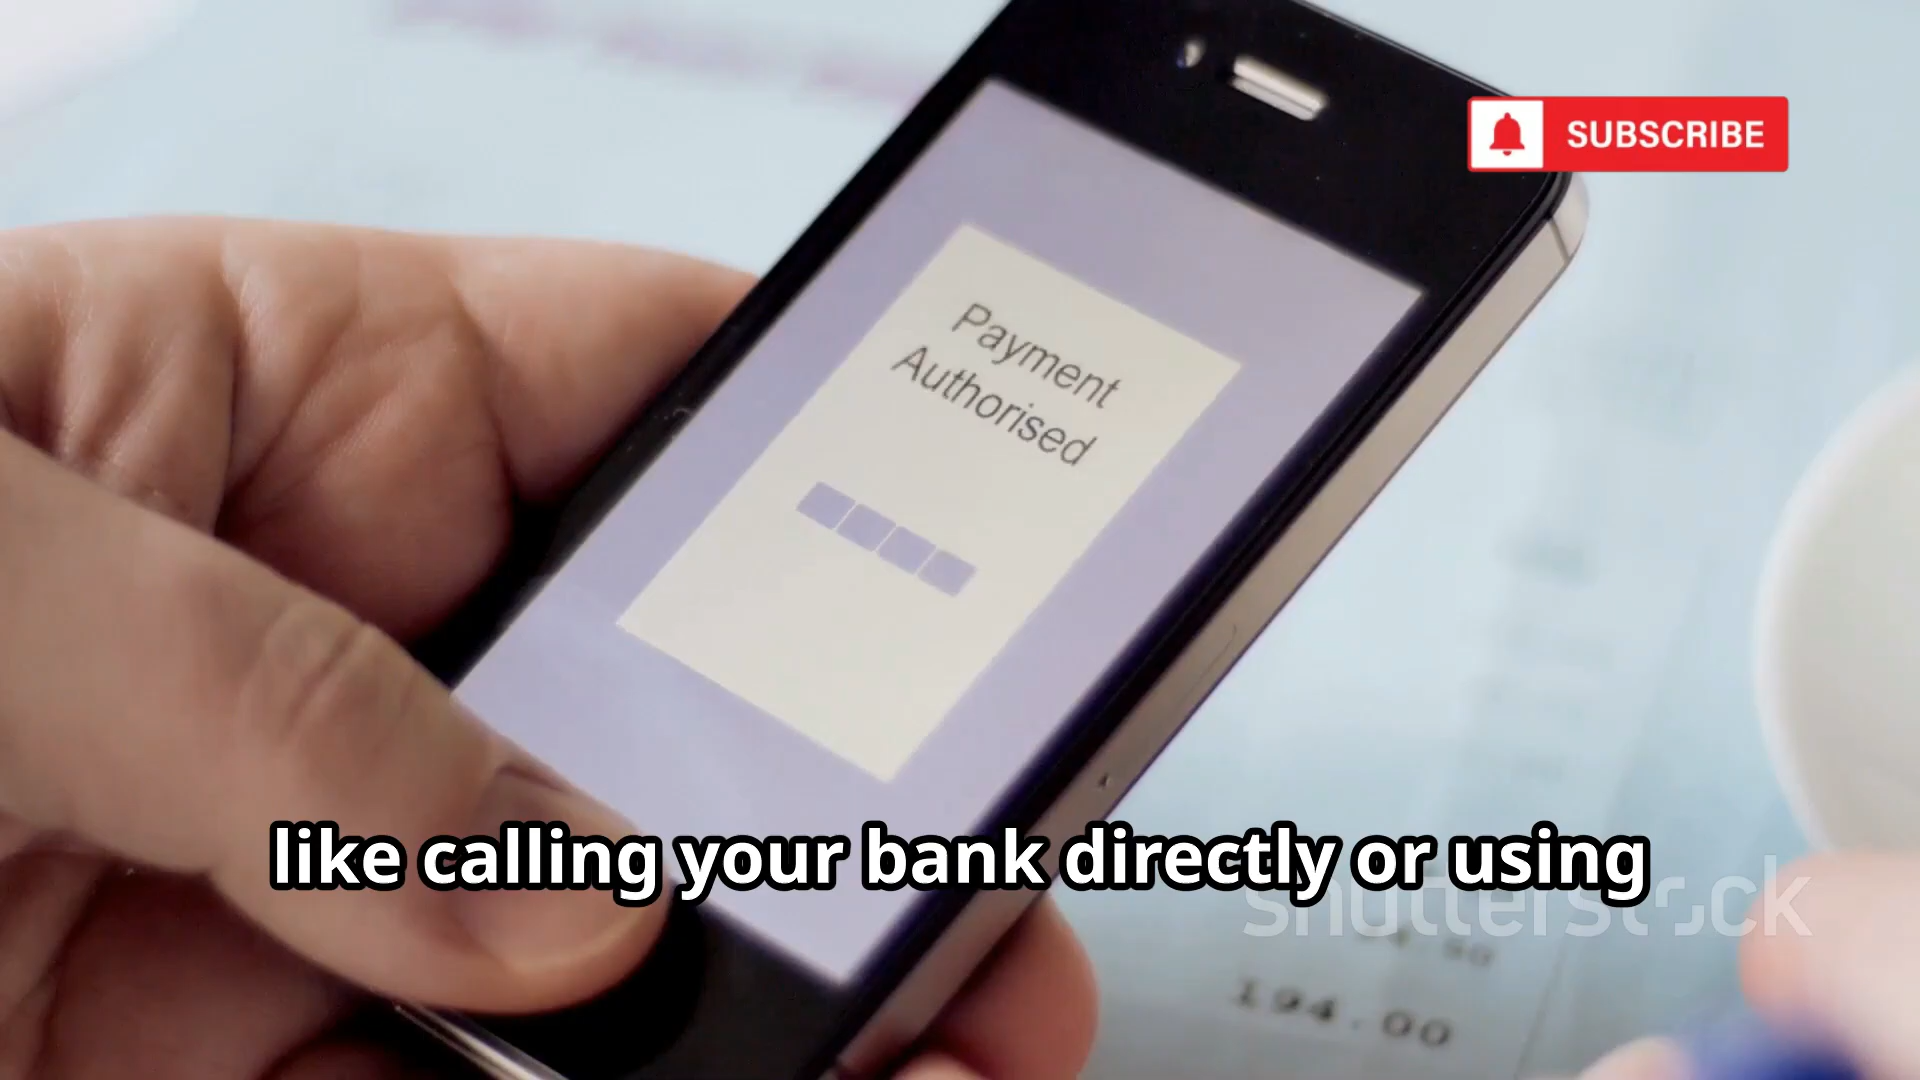 SUBSCRIBE
Payment
Authorised
like calling your bank directly or using
shutterstock
194.00